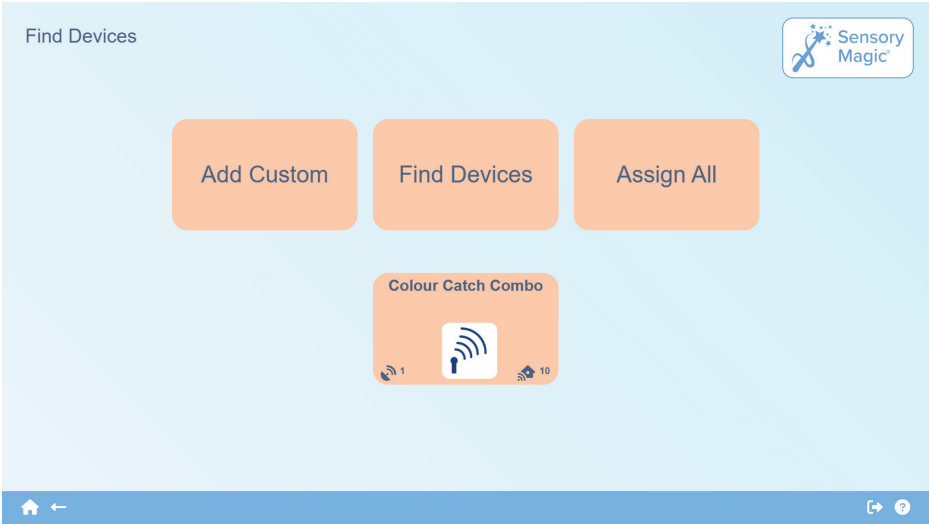 Find Devices
Sensory
Magic®
Add Custom
Find Devices
Assign All
Colour Catch Combo
1
10
?